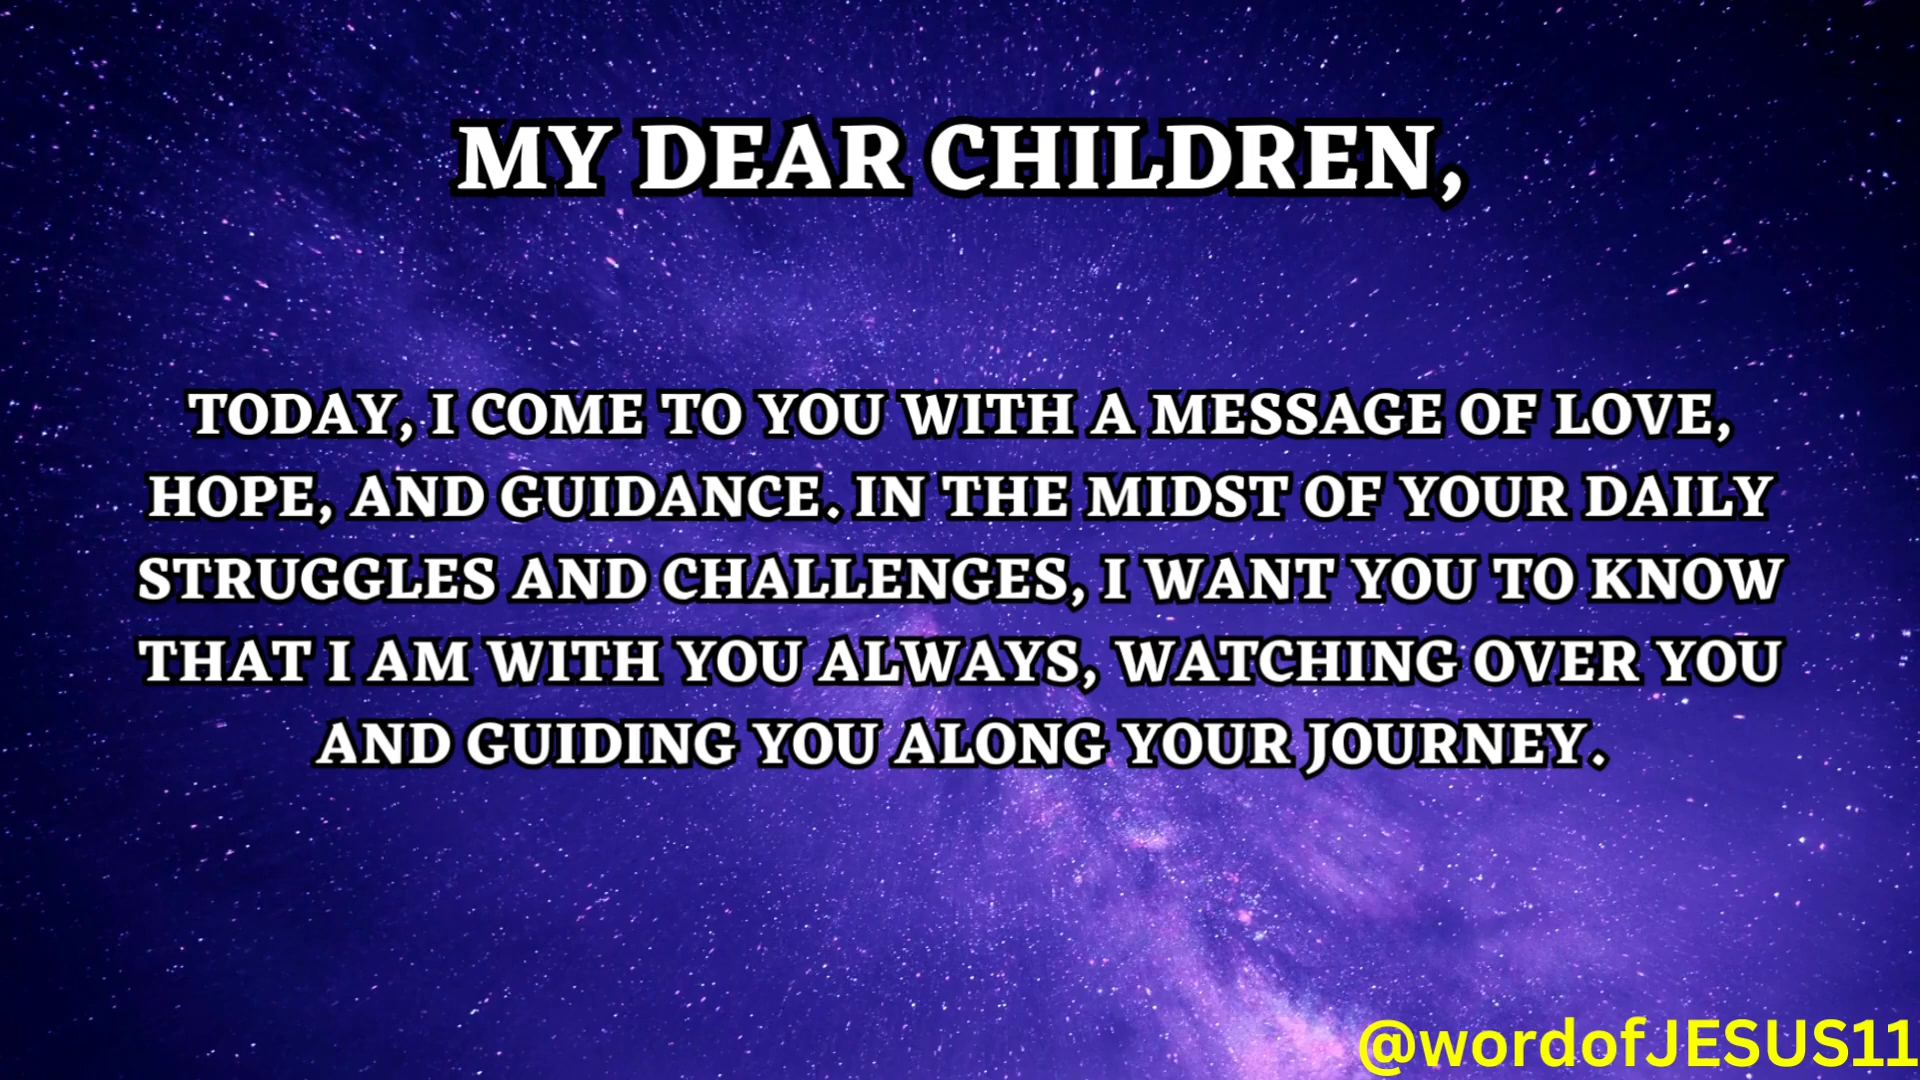 MY DEAR CHILDREN,
TODAY, I COME TO YOU WITH A MESSAGE OF LOVE,
HOPE, AND GUIDANCE. IN THE MIDST OF YOUR DAILY
STRUGGLES AND CHALLENGES, I WANT YOU TO KNOW
THAT I AM WITH YOU ALWAYS, WATCHING OVER YOU
AND GUIDING YOU ALONG YOUR JOURNEY.
@wordofJESUS11